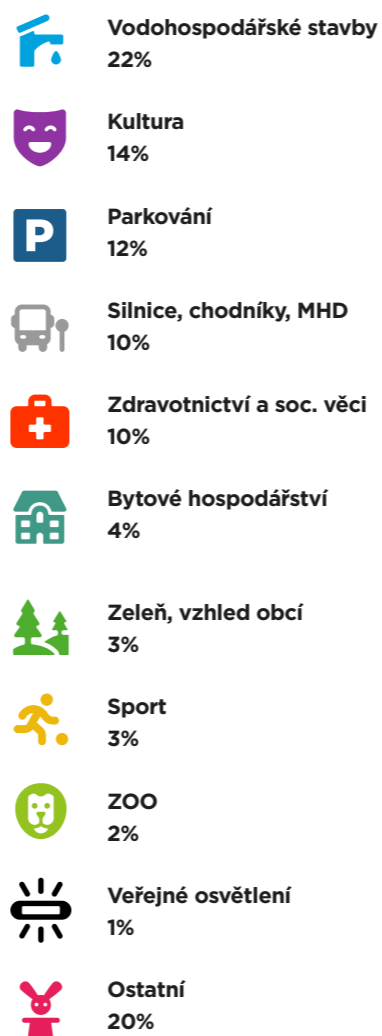 Vodohospodářské stavby
22%
Kultura
14%
P
Parkování
12%
Silnice, chodníky, MHD
10%
Zdravotnictví a soc. věci
10%
Bytové hospodářství
4%
Zeleň, vzhled obcí
3%
Sport
3%
ZOO
2%
Veřejné osvětlení
1%
Ostatní
20%